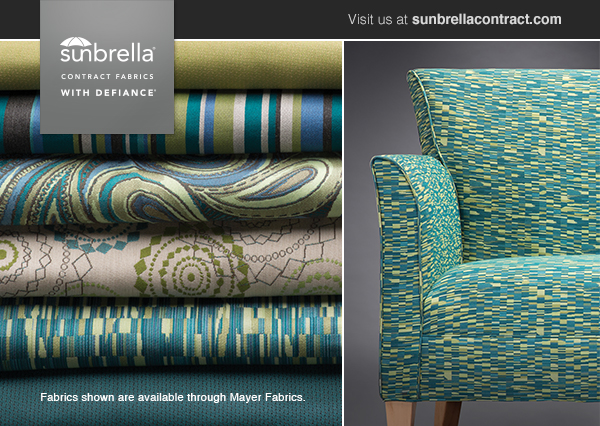 Visit us at sunbrellacontract.com
sunbrella®
CONTRACT FABRICS
WITH DEFIANCE®
Fabrics shown are available through Mayer Fabrics.